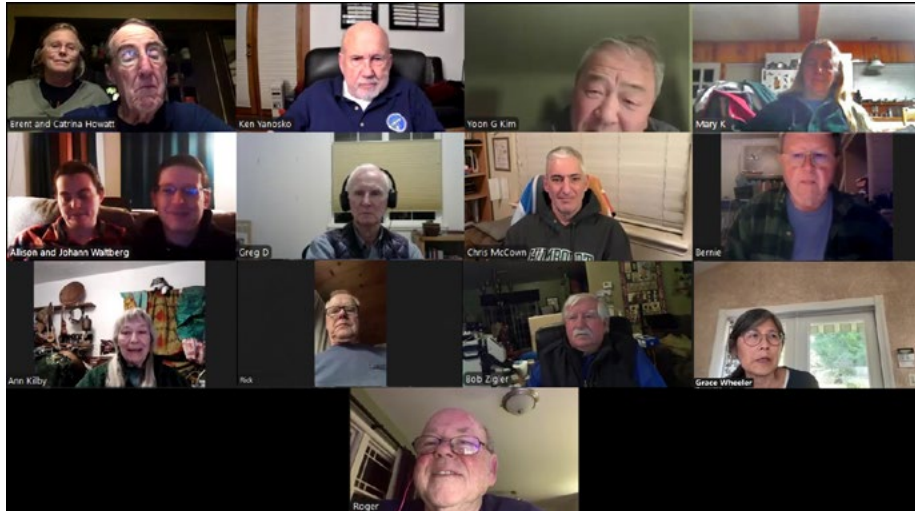 Brent and Catrina Howatt
Ken Yanosko
Yoon G Kim
Mary K
Allison and Johann Waltberg
Greg D
Chris McCown
Bernie
Ann Kilby
Rick
Bob Zigler
Grace Wheeler
Roger